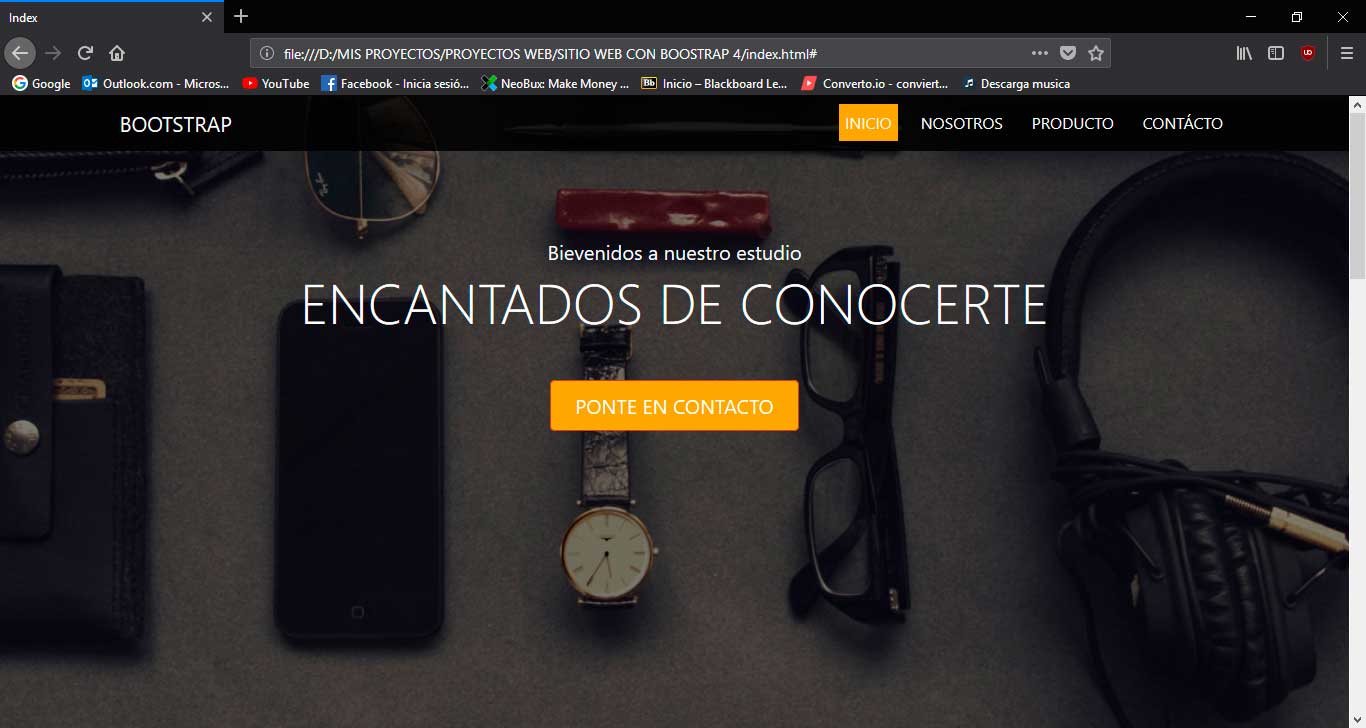 Index
file:///D:/MIS PROYECTOS/PROYECTOS WEB/SITIO WEB CON BOOSTRAP 4/index.html#
Google Outlook.com - Micros... YouTube Facebook - Inicia sesió... NeoBux: Make Money ... Bb Inicio – Blackboard Le... Converto.io - conviert... Descarga musica
BOOTSTRAP INICIO NOSOTROS PRODUCTO CONTÁCTO
Bievenidos a nuestro estudio
ENCANTADOS DE CONOCERTE
PONTE EN CONTACTO